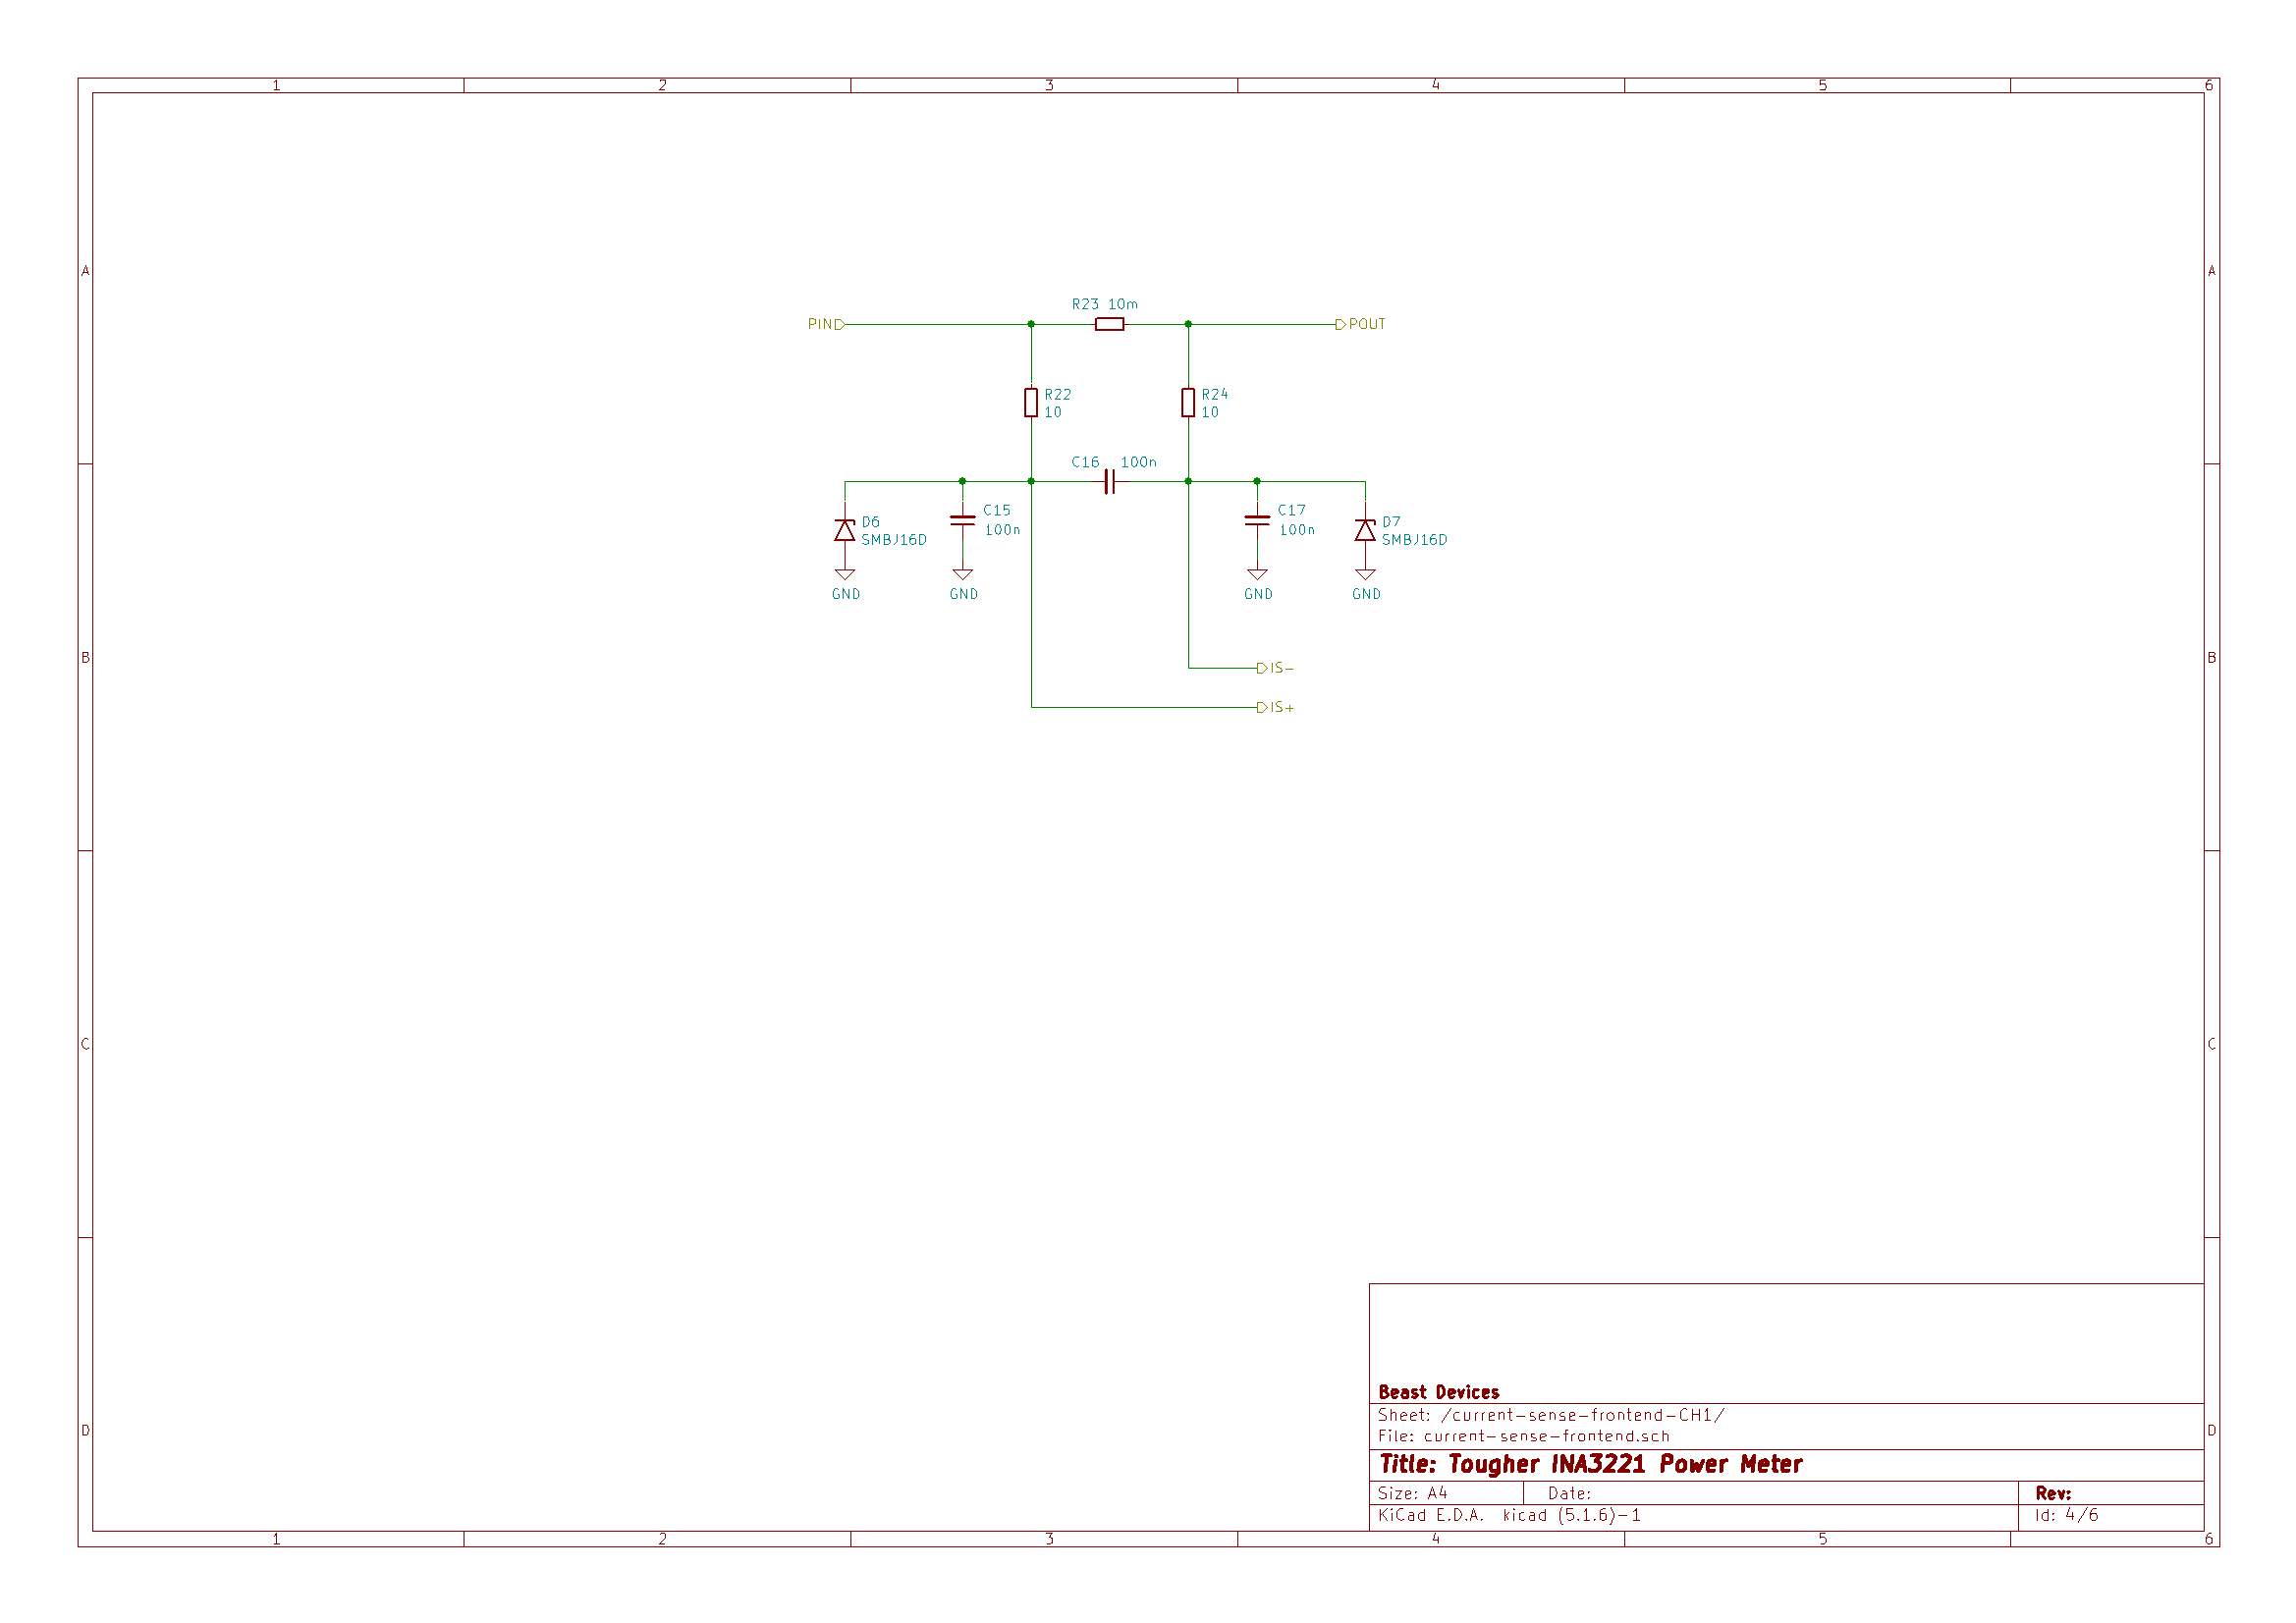 1 2 3 4 5 6
A A
R23 10m
PIN POUT
R22 R24
10 10
C16 100n
C15 C17
D6 D7
100n 100n
SMBJ16D SMBJ16D
GND GND GND GND
B B
IS-
IS+
C C
Beast Devices
Sheet: /current-sense-frontend-CH1/
D D
File: current-sense-frontend.sch
Title: Tougher INA3221 Power Meter
Size: A4 Date: Rev:
KiCad E.D.A. kicad (5.1.6)-1 Id: 4/6
1 2 3 4 5 6